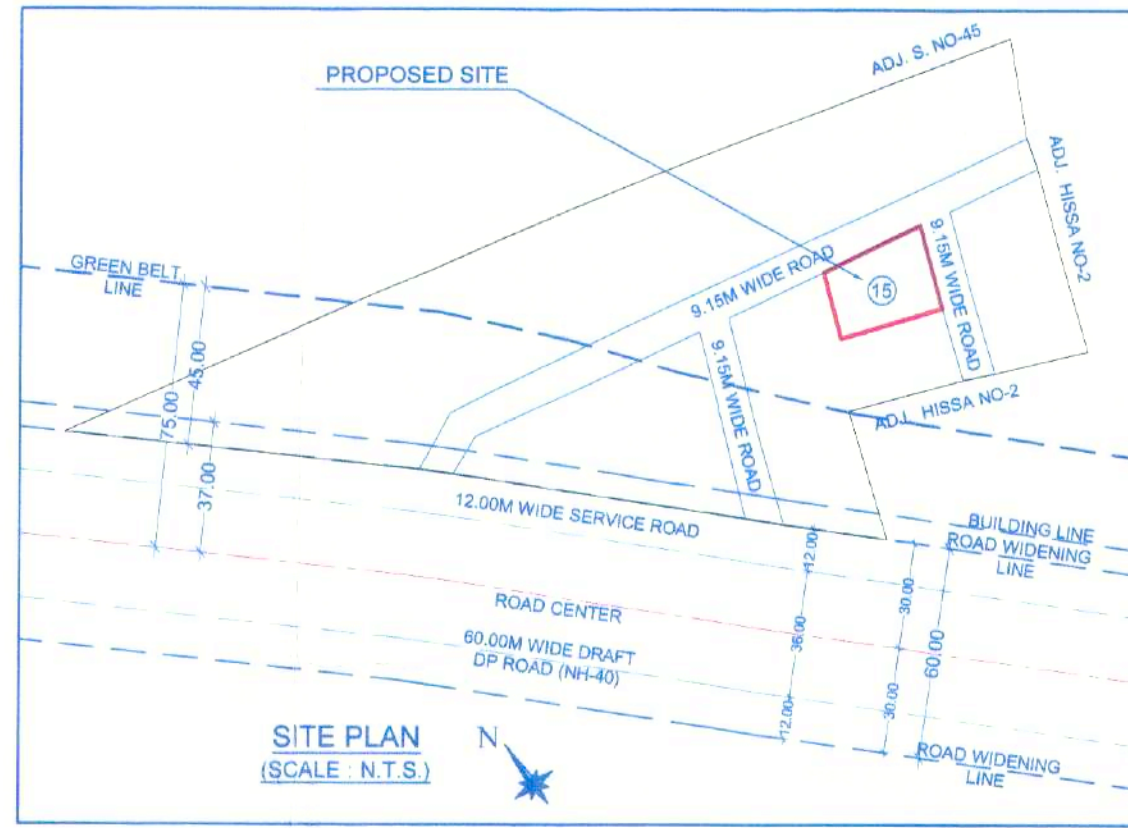 ADJ. S. NO-45
PROPOSED SITE
ADJ. HISSA NO-2
9.15M WIDE ROAD
GREEN BELT
LINE
9.15M WIDE ROAD
15
9.15M WIDE ROAD
45.00
75.00
37.00
ADJ. HISSA NO-2
12.00M WIDE SERVICE ROAD
BUILDING LINE
ROAD WIDENING
LINE
12.00
30.00
ROAD CENTER
36.00
60.00
60.00M WIDE DRAFT
DP ROAD (NH-40)
30.00
12.00
SITE PLAN
(SCALE : N.T.S.)
N
ROAD WIDENING
LINE